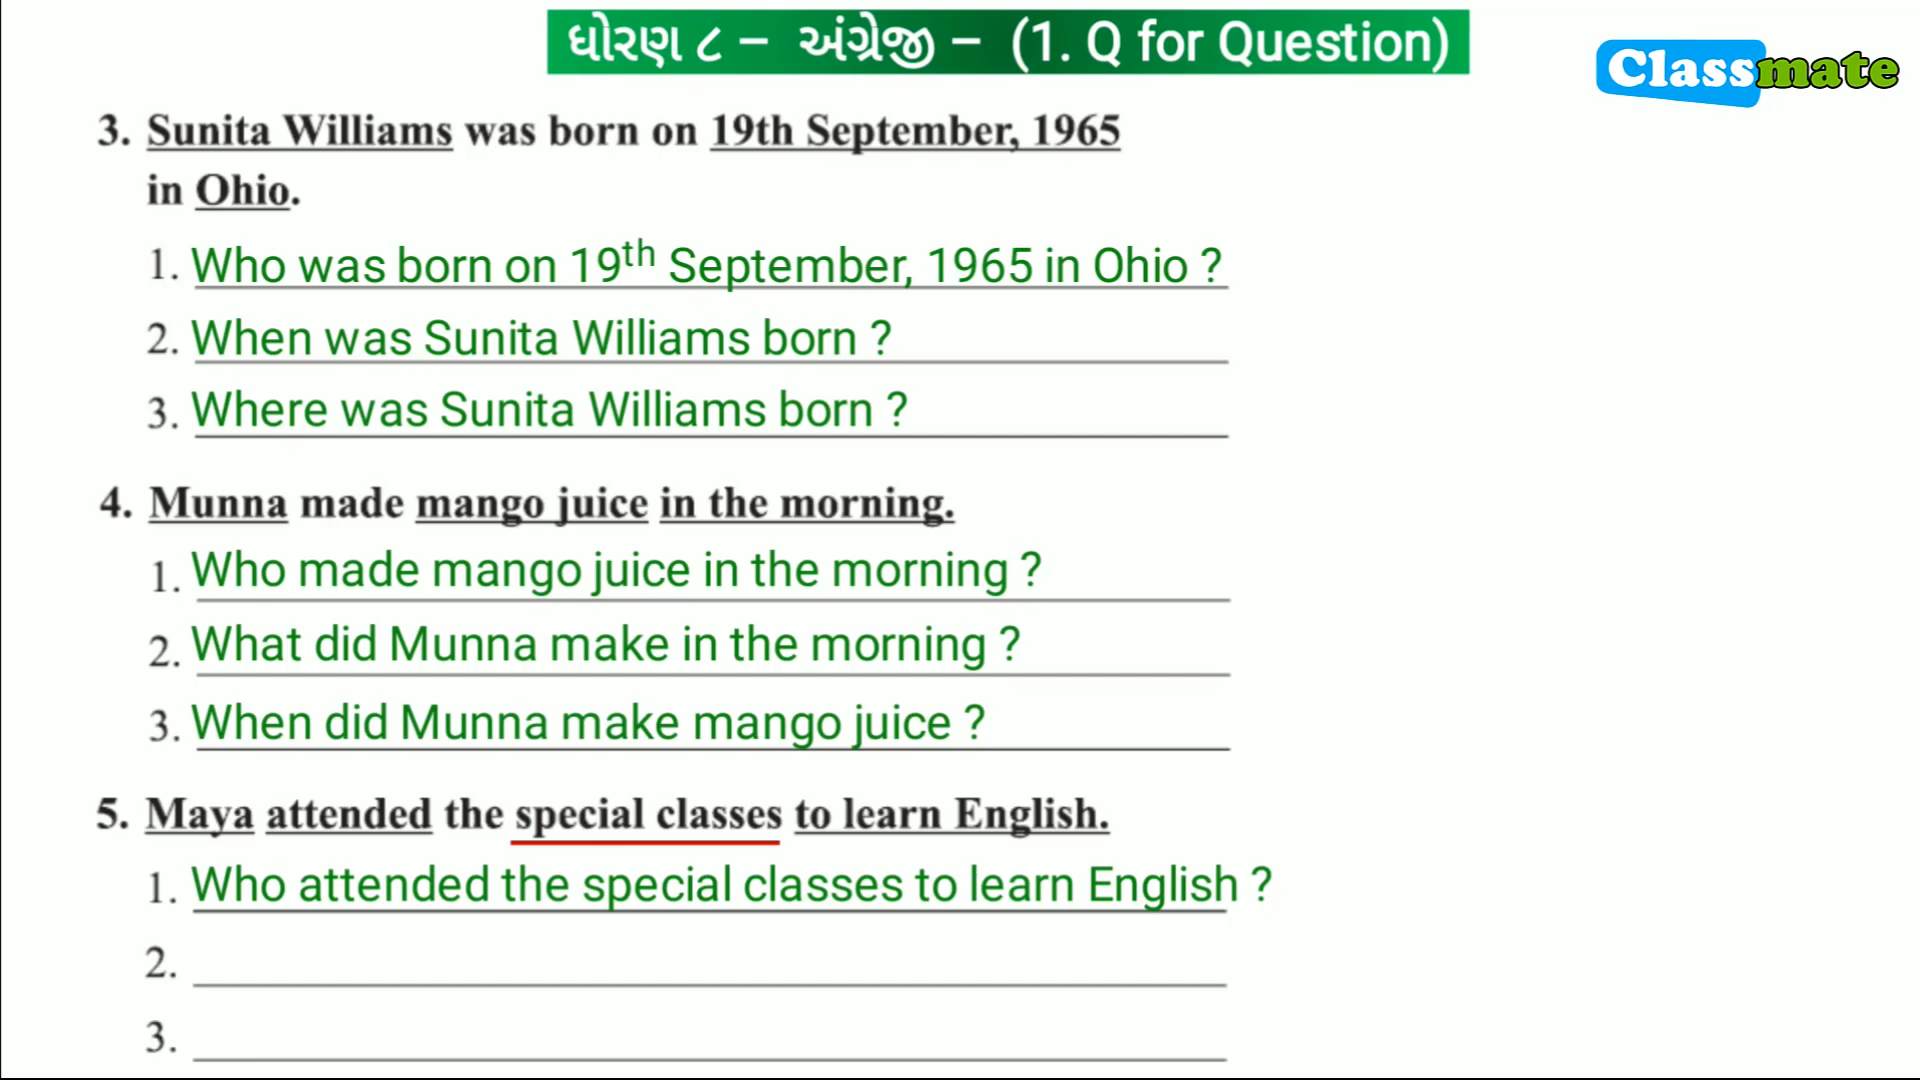 ધોરણ ૮ – અંગ્રેજી – (1. Q for Question)
Classmate
3. Sunita Williams was born on 19th September, 1965
in Ohio.
1. Who was born on 19th September, 1965 in Ohio ?
2. When was Sunita Williams born ?
3. Where was Sunita Williams born ?
4. Munna made mango juice in the morning.
1. Who made mango juice in the morning ?
2. What did Munna make in the morning ?
3. When did Munna make mango juice ?
5. Maya attended the special classes to learn English.
1. Who attended the special classes to learn English ?
2.
3.